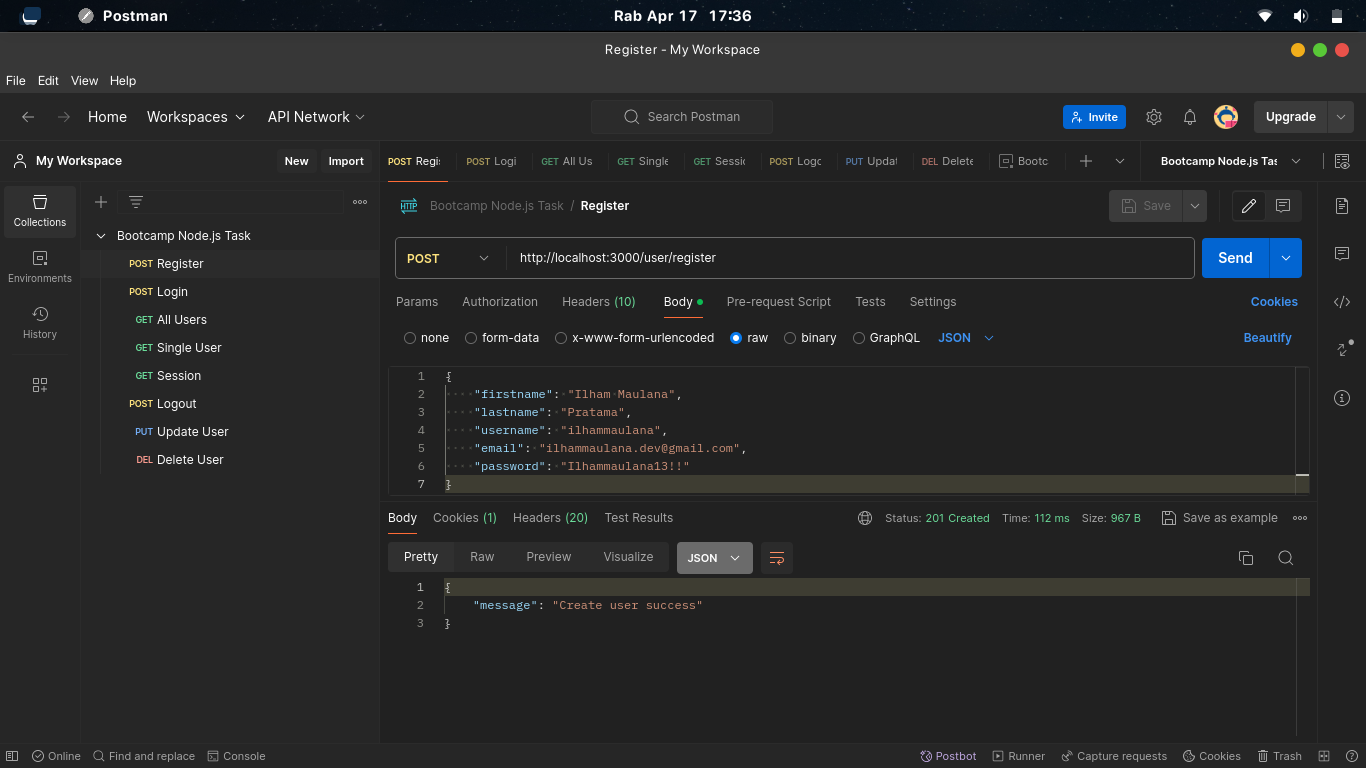 Postman
Rab Apr 17 17:36
Register - My Workspace
File Edit View Help
Home Workspaces API Network Search Postman Invite Upgrade
My Workspace New Import
POST Regi POST Logi GET All Us GET Single GET Sessic POST Logc PUT Updat DEL Delete Bootc Bootcamp Node.js Tas
Collections
Environments
History
Bootcamp Node.js Task
POST Register
POST Login
GET All Users
GET Single User
GET Session
POST Logout
PUT Update User
DEL Delete User
HTTP Bootcamp Node.js Task / Register Save
POST http://localhost:3000/user/register Send
Params Authorization Headers (10) Body Pre-request Script Tests Settings Cookies
none form-data x-www-form-urlencoded raw binary GraphQL JSON Beautify
1 {
2 "firstname": "Ilham Maulana",
3 "lastname": "Pratama",
4 "username": "ilhammaulana",
5 "email": "ilhammaulana.dev@gmail.com",
6 "password": "Ilhammaulana13!!"
7 }
Body Cookies (1) Headers (20) Test Results Status: 201 Created Time: 112 ms Size: 967 B Save as example
Pretty Raw Preview Visualize JSON
1 {
2 "message": "Create user success"
3 }
Online Find and replace Console Postbot Runner Capture requests Cookies Trash